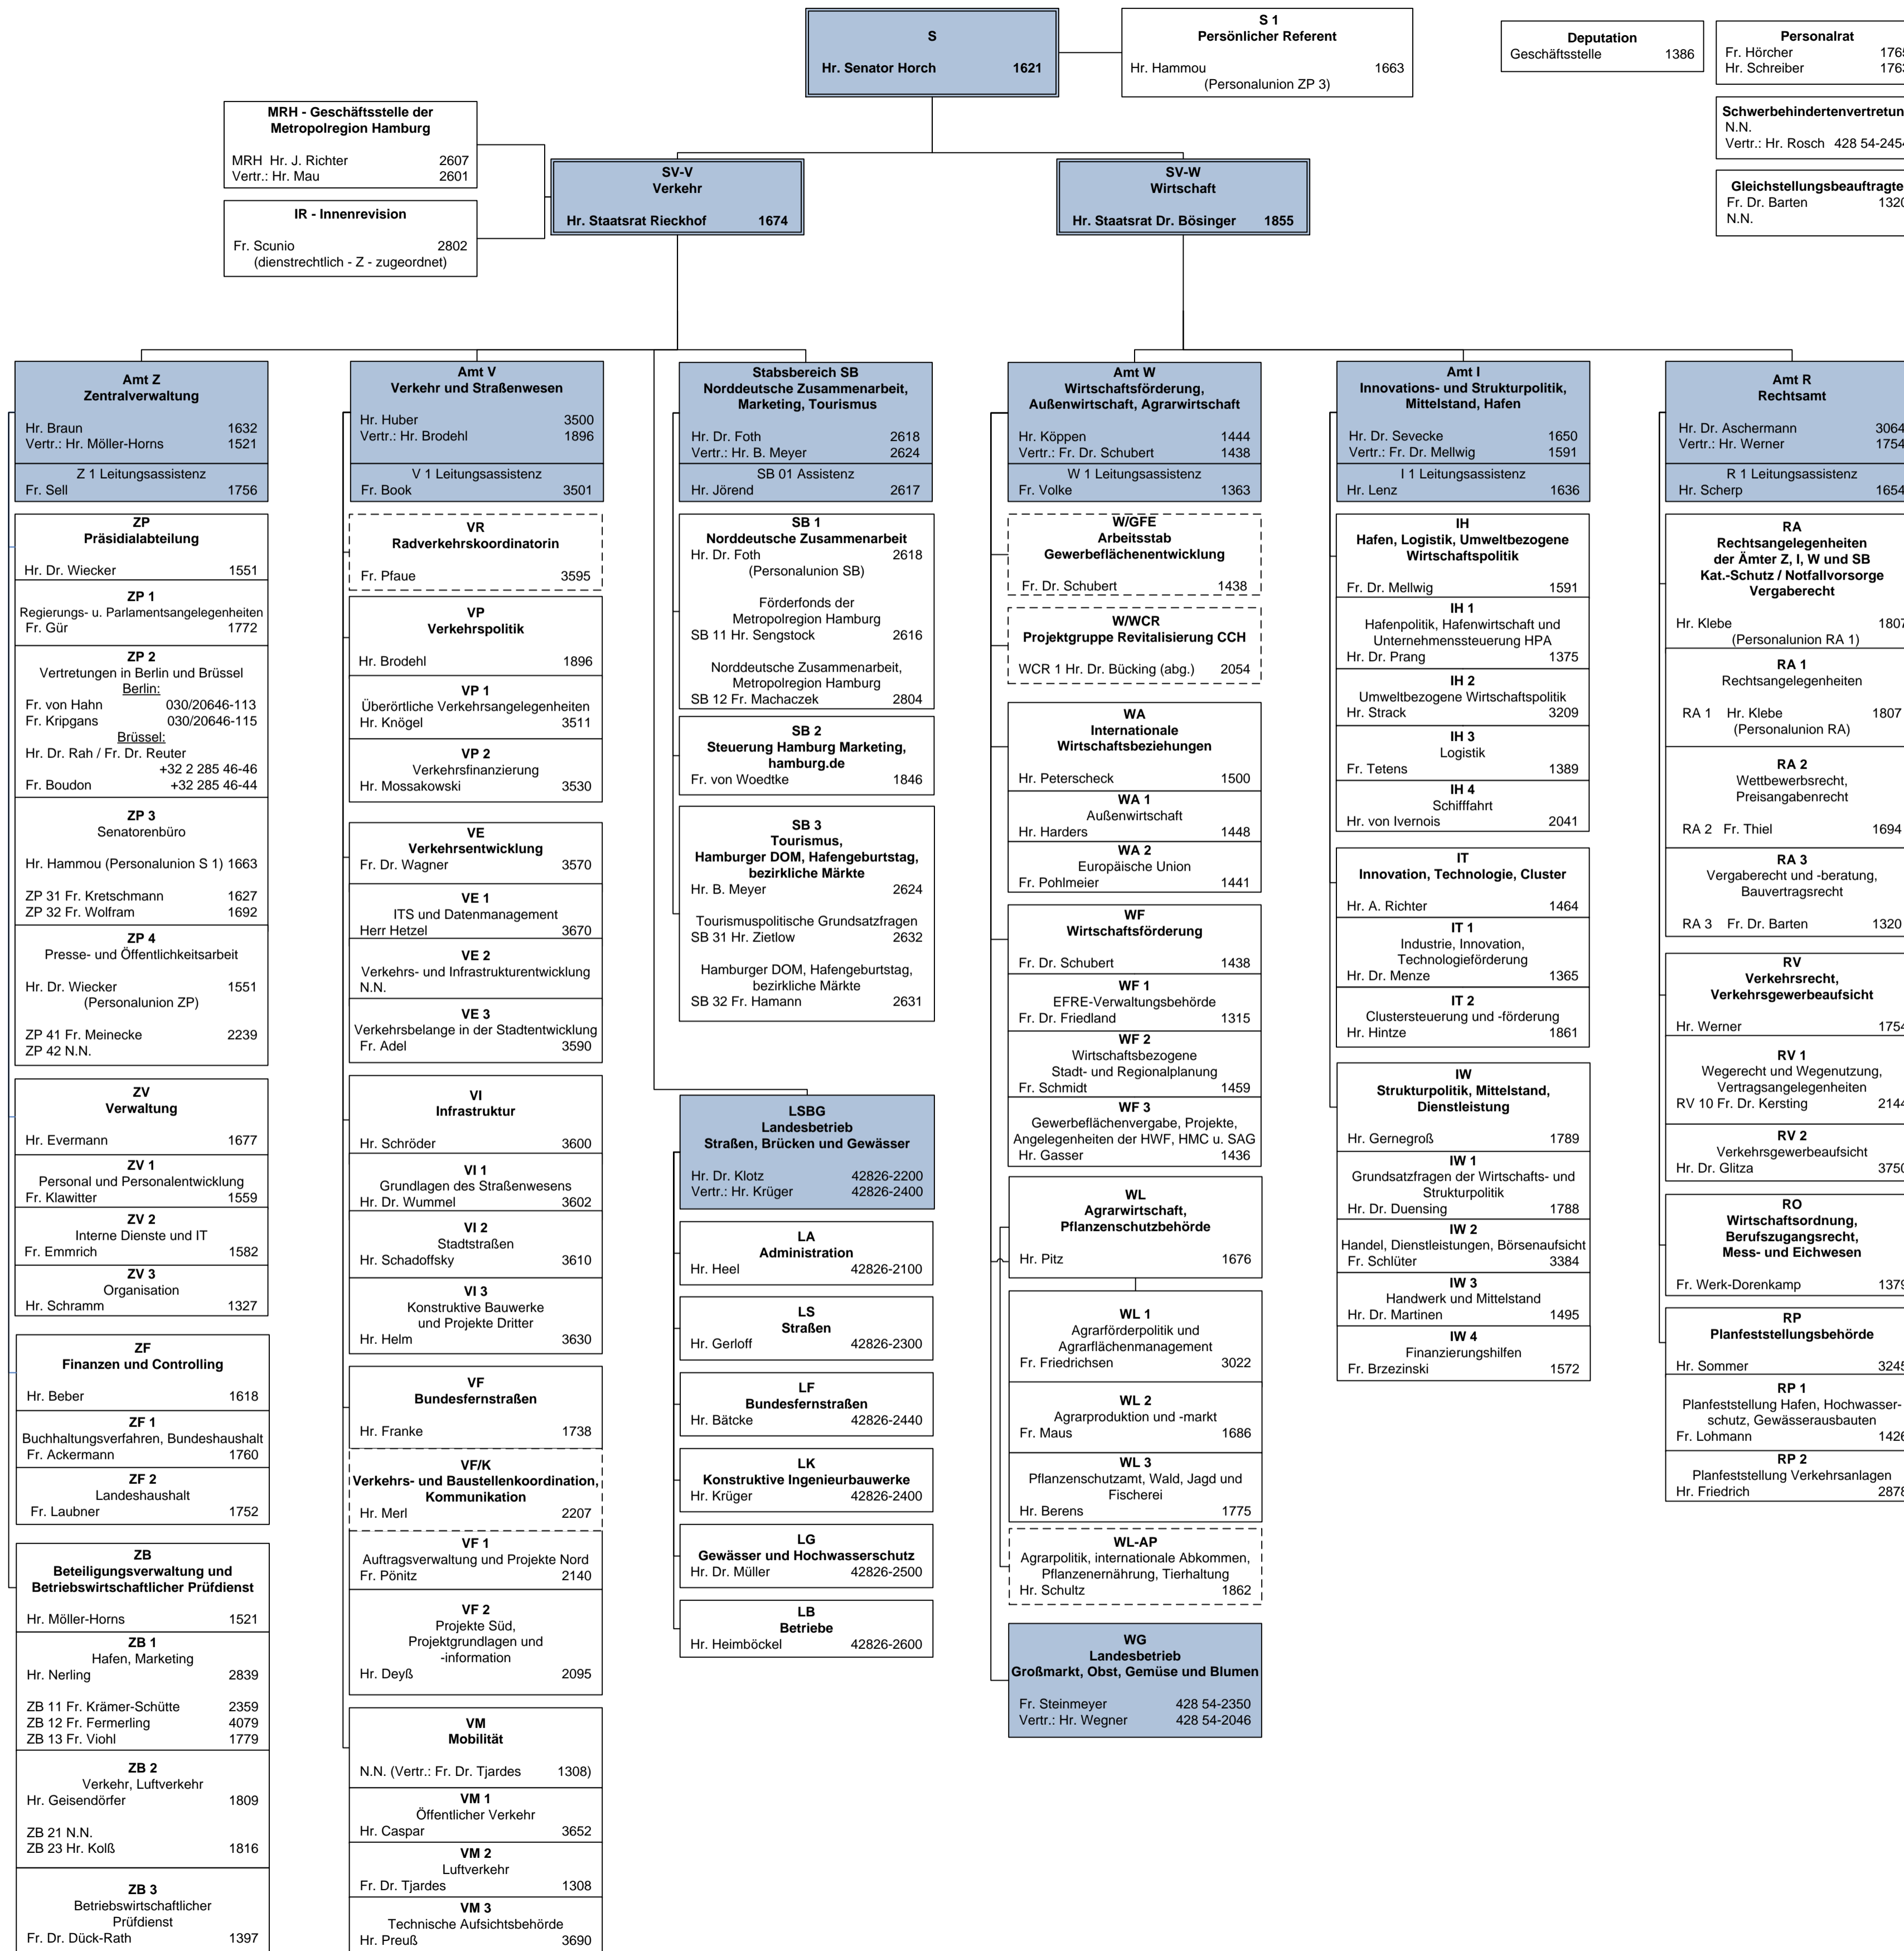 S
Hr. Senator Horch 1621
S 1
Persönlicher Referent
Hr. Hammou 1663
(Personalunion ZP 3)
Deputation
Geschäftsstelle 1386
Personalrat
Fr. Hörcher 1765
Hr. Schreiber 1763
Schwerbehindertenvertretun
N.N.
Vertr.: Hr. Rosch 428 54-2454
Gleichstellungsbeauftragte
Fr. Dr. Barten 1320
N.N.
MRH - Geschäftsstelle der
Metropolregion Hamburg
MRH Hr. J. Richter 2607
Vertr.: Hr. Mau 2601
IR - Innenrevision
Fr. Scunio 2802
(dienstrechtlich - Z - zugeordnet)
SV-V
Verkehr
Hr. Staatsrat Rieckhof 1674
SV-W
Wirtschaft
Hr. Staatsrat Dr. Bösinger 1855
Amt Z
Zentralverwaltung
Hr. Braun 1632
Vertr.: Hr. Möller-Horns 1521
Z 1 Leitungsassistenz
Fr. Sell 1756
ZP
Präsidialabteilung
Hr. Dr. Wiecker 1551
ZP 1
Regierungs- u. Parlamentsangelegenheiten
Fr. Gür 1772
ZP 2
Vertretungen in Berlin und Brüssel
Berlin:
Fr. von Hahn 030/20646-113
Fr. Kripgans 030/20646-115
Brüssel:
Hr. Dr. Rah / Fr. Dr. Reuter
+32 2 285 46-46
Fr. Boudon +32 285 46-44
ZP 3
Senatorenbüro
Hr. Hammou (Personalunion S 1) 1663
ZP 31 Fr. Kretschmann 1627
ZP 32 Fr. Wolfram 1692
ZP 4
Presse- und Öffentlichkeitsarbeit
Hr. Dr. Wiecker 1551
(Personalunion ZP)
ZP 41 Fr. Meinecke 2239
ZP 42 N.N.
ZV
Verwaltung
Hr. Evermann 1677
ZV 1
Personal und Personalentwicklung
Fr. Klawitter 1559
ZV 2
Interne Dienste und IT
Fr. Emmrich 1582
ZV 3
Organisation
Hr. Schramm 1327
ZF
Finanzen und Controlling
Hr. Beber 1618
ZF 1
Buchhaltungsverfahren, Bundeshaushalt
Fr. Ackermann 1760
ZF 2
Landeshaushalt
Fr. Laubner 1752
ZB
Beteiligungsverwaltung und
Betriebswirtschaftlicher Prüfdienst
Hr. Möller-Horns 1521
ZB 1
Hafen, Marketing
Hr. Nerling 2839
ZB 11 Fr. Krämer-Schütte 2359
ZB 12 Fr. Fermerling 4079
ZB 13 Fr. Viohl 1779
ZB 2
Verkehr, Luftverkehr
Hr. Geisendörfer 1809
ZB 21 N.N.
ZB 23 Hr. Kolß 1816
ZB 3
Betriebswirtschaftlicher
Prüfdienst
Fr. Dr. Dück-Rath 1397
Amt V
Verkehr und Straßenwesen
Hr. Huber 3500
Vertr.: Hr. Brodehl 1896
V 1 Leitungsassistenz
Fr. Book 3501
VR
Radverkehrskoordinatorin
Fr. Pfaue 3595
VP
Verkehrspolitik
Hr. Brodehl 1896
VP 1
Überörtliche Verkehrsangelegenheiten
Hr. Knögel 3511
VP 2
Verkehrsfinanzierung
Hr. Mossakowski 3530
VE
Verkehrsentwicklung
Fr. Dr. Wagner 3570
VE 1
ITS und Datenmanagement
Herr Hetzel 3670
VE 2
Verkehrs- und Infrastrukturentwicklung
N.N.
VE 3
Verkehrsbelange in der Stadtentwicklung
Fr. Adel 3590
VI
Infrastruktur
Hr. Schröder 3600
VI 1
Grundlagen des Straßenwesens
Hr. Dr. Wummel 3602
VI 2
Stadtstraßen
Hr. Schadoffsky 3610
VI 3
Konstruktive Bauwerke
und Projekte Dritter
Hr. Helm 3630
VF
Bundesfernstraßen
Hr. Franke 1738
VF/K
Verkehrs- und Baustellenkoordination,
Kommunikation
Hr. Merl 2207
VF 1
Auftragsverwaltung und Projekte Nord
Fr. Pönitz 2140
VF 2
Projekte Süd,
Projektgrundlagen und
-information
Hr. Deyß 2095
VM
Mobilität
N.N. (Vertr.: Fr. Dr. Tjardes 1308)
VM 1
Öffentlicher Verkehr
Hr. Caspar 3652
VM 2
Luftverkehr
Fr. Dr. Tjardes 1308
VM 3
Technische Aufsichtsbehörde
Hr. Preuß 3690
Stabsbereich SB
Norddeutsche Zusammenarbeit,
Marketing, Tourismus
Hr. Dr. Foth 2618
Vertr.: Hr. B. Meyer 2624
SB 01 Assistenz
Hr. Jörend 2617
SB 1
Norddeutsche Zusammenarbeit
Hr. Dr. Foth 2618
(Personalunion SB)
Förderfonds der
Metropolregion Hamburg
SB 11 Hr. Sengstock 2616
Norddeutsche Zusammenarbeit,
Metropolregion Hamburg
SB 12 Fr. Machaczek 2804
SB 2
Steuerung Hamburg Marketing,
hamburg.de
Fr. von Woedtke 1846
SB 3
Tourismus,
Hamburger DOM, Hafengeburtstag,
bezirkliche Märkte
Hr. B. Meyer 2624
Tourismuspolitische Grundsatzfragen
SB 31 Hr. Zietlow 2632
Hamburger DOM, Hafengeburtstag,
bezirkliche Märkte
SB 32 Fr. Hamann 2631
LSBG
Landesbetrieb
Straßen, Brücken und Gewässer
Hr. Dr. Klotz 42826-2200
Vertr.: Hr. Krüger 42826-2400
LA
Administration
Hr. Heel 42826-2100
LS
Straßen
Hr. Gerloff 42826-2300
LF
Bundesfernstraßen
Hr. Bätcke 42826-2440
LK
Konstruktive Ingenieurbauwerke
Hr. Krüger 42826-2400
LG
Gewässer und Hochwasserschutz
Hr. Dr. Müller 42826-2500
LB
Betriebe
Hr. Heimböckel 42826-2600
Amt W
Wirtschaftsförderung,
Außenwirtschaft, Agrarwirtschaft
Hr. Köppen 1444
Vertr.: Fr. Dr. Schubert 1438
W 1 Leitungsassistenz
Fr. Volke 1363
W/GFE
Arbeitsstab
Gewerbeflächenentwicklung
Fr. Dr. Schubert 1438
W/WCR
Projektgruppe Revitalisierung CCH
WCR 1 Hr. Dr. Bücking (abg.) 2054
WA
Internationale
Wirtschaftsbeziehungen
Hr. Peterscheck 1500
WA 1
Außenwirtschaft
Hr. Harders 1448
WA 2
Europäische Union
Fr. Pohlmeier 1441
WF
Wirtschaftsförderung
Fr. Dr. Schubert 1438
WF 1
EFRE-Verwaltungsbehörde
Fr. Dr. Friedland 1315
WF 2
Wirtschaftsbezogene
Stadt- und Regionalplanung
Fr. Schmidt 1459
WF 3
Gewerbeflächenvergabe, Projekte,
Angelegenheiten der HWF, HMC u. SAG
Hr. Gasser 1436
WL
Agrarwirtschaft,
Pflanzenschutzbehörde
Hr. Pitz 1676
WL 1
Agrarförderpolitik und
Agrarflächenmanagement
Fr. Friedrichsen 3022
WL 2
Agrarproduktion und -markt
Fr. Maus 1686
WL 3
Pflanzenschutzamt, Wald, Jagd und
Fischerei
Hr. Berens 1775
WL-AP
Agrarpolitik, internationale Abkommen,
Pflanzenernährung, Tierhaltung
Hr. Schultz 1862
WG
Landesbetrieb
Großmarkt, Obst, Gemüse und Blumen
Fr. Steinmeyer 428 54-2350
Vertr.: Hr. Wegner 428 54-2046
Amt I
Innovations- und Strukturpolitik,
Mittelstand, Hafen
Hr. Dr. Sevecke 1650
Vertr.: Fr. Dr. Mellwig 1591
I 1 Leitungsassistenz
Hr. Lenz 1636
IH
Hafen, Logistik, Umweltbezogene
Wirtschaftspolitik
Fr. Dr. Mellwig 1591
IH 1
Hafenpolitik, Hafenwirtschaft und
Unternehmenssteuerung HPA
Hr. Dr. Prang 1375
IH 2
Umweltbezogene Wirtschaftspolitik
Hr. Strack 3209
IH 3
Logistik
Fr. Tetens 1389
IH 4
Schifffahrt
Hr. von Ivernois 2041
IT
Innovation, Technologie, Cluster
Hr. A. Richter 1464
IT 1
Industrie, Innovation,
Technologieförderung
Hr. Dr. Menze 1365
IT 2
Clustersteuerung und -förderung
Hr. Hintze 1861
IW
Strukturpolitik, Mittelstand,
Dienstleistung
Hr. Gernegroß 1789
IW 1
Grundsatzfragen der Wirtschafts- und
Strukturpolitik
Hr. Dr. Duensing 1788
IW 2
Handel, Dienstleistungen, Börsenaufsicht
Fr. Schlüter 3384
IW 3
Handwerk und Mittelstand
Hr. Dr. Martinen 1495
IW 4
Finanzierungshilfen
Fr. Brzezinski 1572
Amt R
Rechtsamt
Hr. Dr. Aschermann 3064
Vertr.: Hr. Werner 1754
R 1 Leitungsassistenz
Hr. Scherp 1654
RA
Rechtsangelegenheiten
der Ämter Z, I, W und SB
Kat.-Schutz / Notfallvorsorge
Vergaberecht
Hr. Klebe 1807
(Personalunion RA 1)
RA 1
Rechtsangelegenheiten
RA 1 Hr. Klebe 1807
(Personalunion RA)
RA 2
Wettbewerbsrecht,
Preisangabenrecht
RA 2 Fr. Thiel 1694
RA 3
Vergaberecht und -beratung,
Bauvertragsrecht
RA 3 Fr. Dr. Barten 1320
RV
Verkehrsrecht,
Verkehrsgewerbeaufsicht
Hr. Werner 1754
RV 1
Wegerecht und Wegenutzung,
Vertragsangelegenheiten
RV 10 Fr. Dr. Kersting 2144
RV 2
Verkehrsgewerbeaufsicht
Hr. Dr. Glitza 3750
RO
Wirtschaftsordnung,
Berufszugangsrecht,
Mess- und Eichwesen
Fr. Werk-Dorenkamp 1379
RP
Planfeststellungsbehörde
Hr. Sommer 3245
RP 1
Planfeststellung Hafen, Hochwasser-
schutz, Gewässerausbauten
Fr. Lohmann 1426
RP 2
Planfeststellung Verkehrsanlagen
Hr. Friedrich 2878